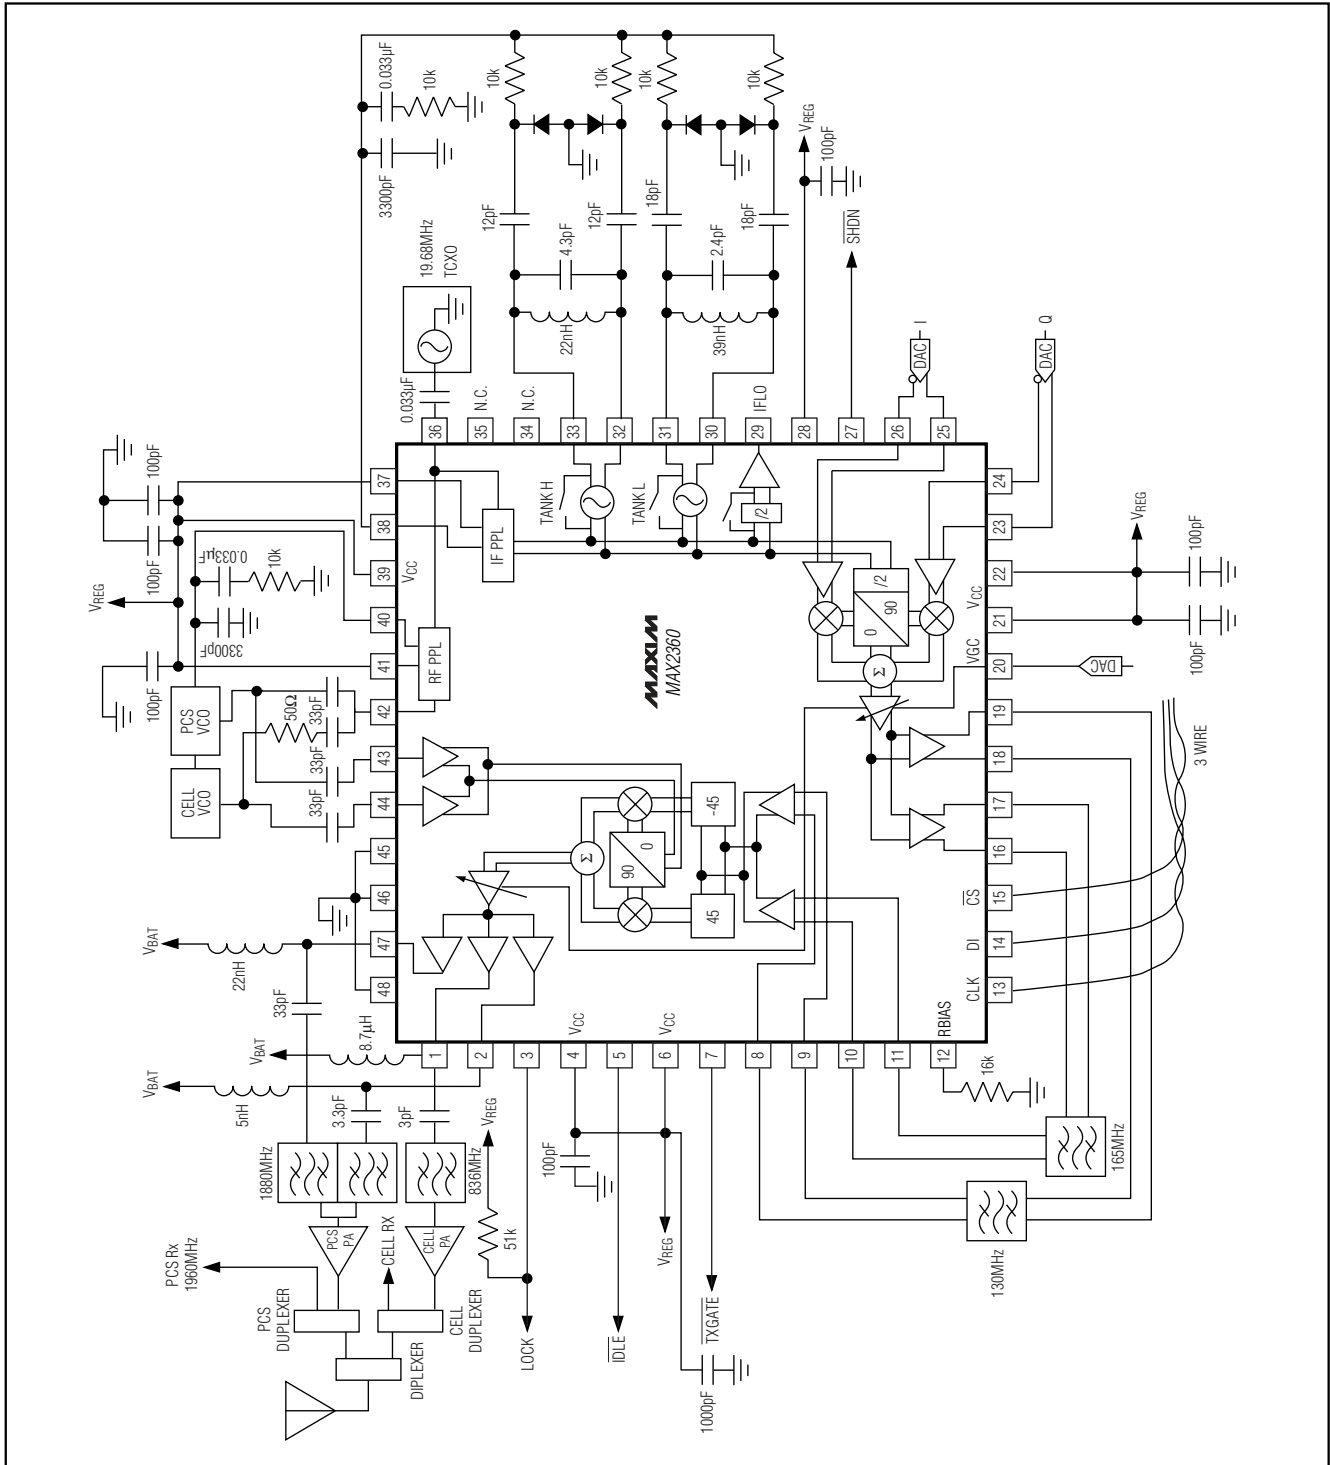 0.033µF
10k
3300pF
10k
10k
10k
10k
12pF
12pF
18pF
18pF
4.3pF
2.4pF
22nH
39nH
VREG
100pF
SHDN
19.68MHz
TCXO
0.033µF
N.C.
N.C.
IFLO
DAC
I
DAC
Q
36
35
34
33
32
31
30
29
28
27
26
25
100pF
100pF
VREG
0.033µF
10k
3300pF
100pF
PCS
VCO
CELL
VCO
50Ω
33pF
33pF
33pF
37
38
39
40
41
42
43
44
45
46
47
48
VCC
IF PPL
RF PPL
TANK H
TANK L
/2
/2
0
90
Σ
MAXIM
MAX2360
-45
45
0
90
Σ
24
23
22
21
20
19
18
17
16
15
14
13
VCC
VGC
CS
DI
CLK
VREG
100pF
100pF
DAC
3 WIRE
VBAT
22nH
33pF
VBAT
8.7µH
VBAT
5nH
3.3pF
3pF
1
2
3
4
5
6
7
8
9
10
11
12
VCC
VCC
RBIAS
16k
1880MHz
836MHz
VREG
51k
100pF
VREG
165MHz
130MHz
PCS
PA
CELL
PA
CELL RX
PCS Rx
1960MHz
PCS
DUPLEXER
CELL
DUPLEXER
DIPLEXER
LOCK
IDLE
TXGATE
1000pF